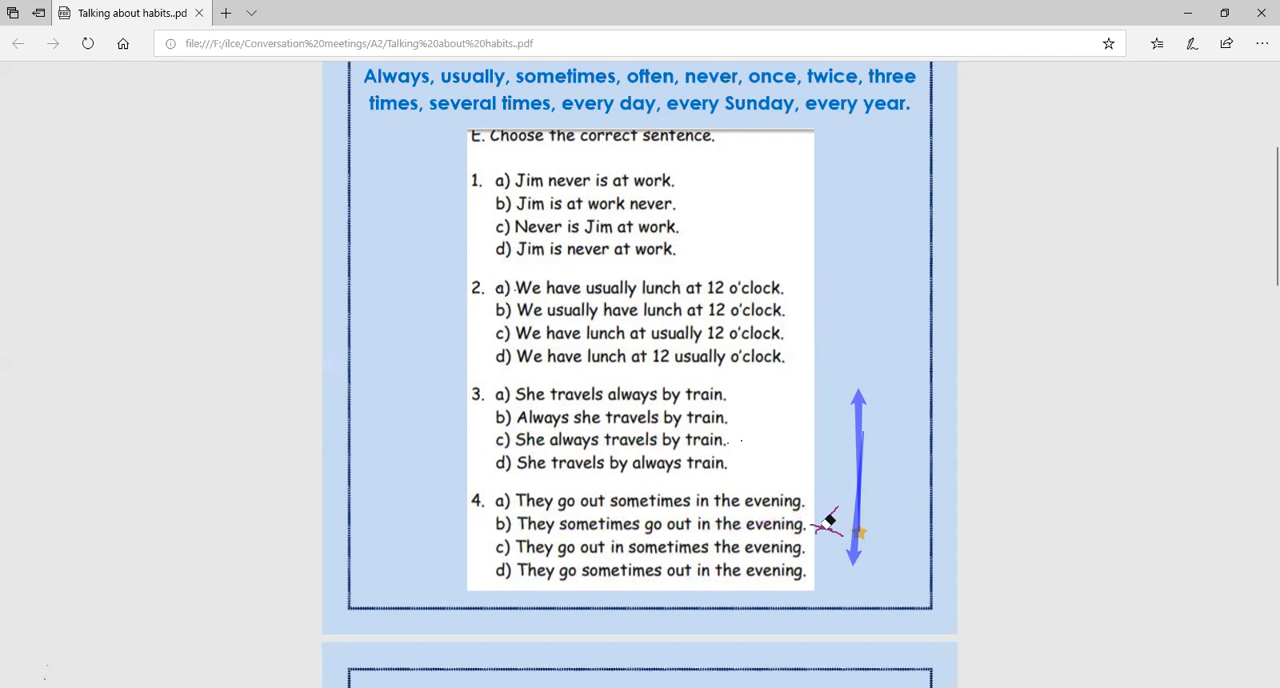 Talking about habits..pd
file:///F:/ilce/Conversation%20meetings/A2/Talking%20about%20habits..pdf
Always, usually, sometimes, often, never, once, twice, three
times, several times, every day, every Sunday, every year.
E. Choose the correct sentence.
1. a) Jim never is at work.
b) Jim is at work never.
c) Never is Jim at work.
d) Jim is never at work.
2. a) We have usually lunch at 12 o'clock.
b) We usually have lunch at 12 o'clock.
c) We have lunch at usually 12 o'clock.
d) We have lunch at 12 usually o'clock.
3. a) She travels always by train.
b) Always she travels by train.
c) She always travels by train.
d) She travels by always train.
4. a) They go out sometimes in the evening.
b) They sometimes go out in the evening.
c) They go out in sometimes the evening.
d) They go sometimes out in the evening.